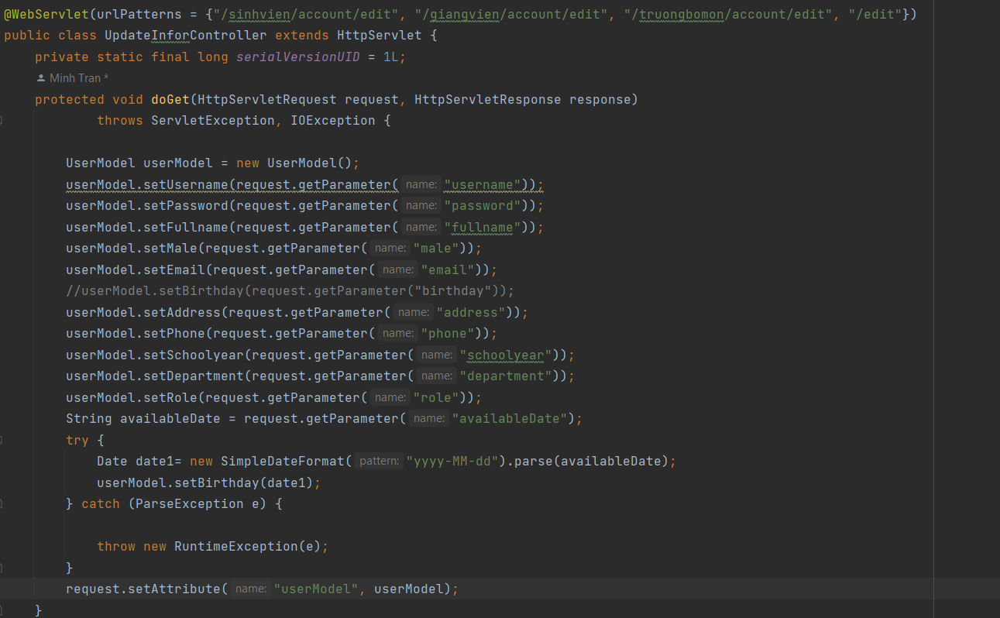 @WebServlet(urlPatterns = {"/sinhvien/account/edit", "/giangvien/account/edit", "/truongbomon/account/edit", "/edit"})
public class UpdateInforController extends HttpServlet {
private static final long serialVersionUID = 1L;
Minh Tran *
protected void doGet(HttpServletRequest request, HttpServletResponse response)
throws ServletException, IOException {
UserModel userModel = new UserModel();
userModel.setUsername(request.getParameter( name: "username"));
userModel.setPassword(request.getParameter( name: "password"));
userModel.setFullname(request.getParameter( name: "fullname"));
userModel.setMale(request.getParameter( name: "male"));
userModel.setEmail(request.getParameter( name: "email"));
//userModel.setBirthday(request.getParameter("birthday"));
userModel.setAddress(request.getParameter( name: "address"));
userModel.setPhone(request.getParameter( name: "phone"));
userModel.setSchoolyear(request.getParameter( name: "schoolyear"));
userModel.setDepartment(request.getParameter( name: "department"));
userModel.setRole(request.getParameter( name: "role"));
String availableDate = request.getParameter( name: "availableDate");
try {
Date date1= new SimpleDateFormat( pattern: "yyyy-MM-dd").parse(availableDate);
userModel.setBirthday(date1);
} catch (ParseException e) {
throw new RuntimeException(e);
}
request.setAttribute( name: "userModel", userModel);
}